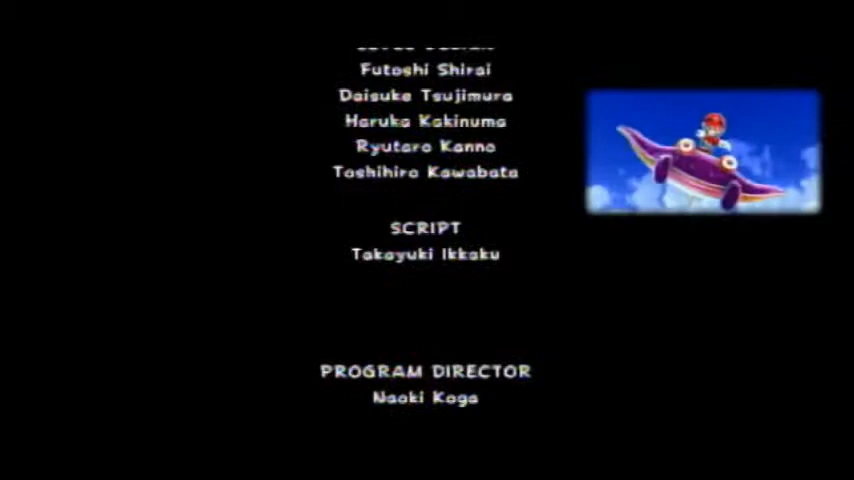 Futoshi Shirai
Daisuke Tsujimura
Haruka Kakinuma
Ryutaro Kanno
Toshihiro Kawabata
SCRIPT
Takayuki Ikkaku
PROGRAM DIRECTOR
Naoki Koga